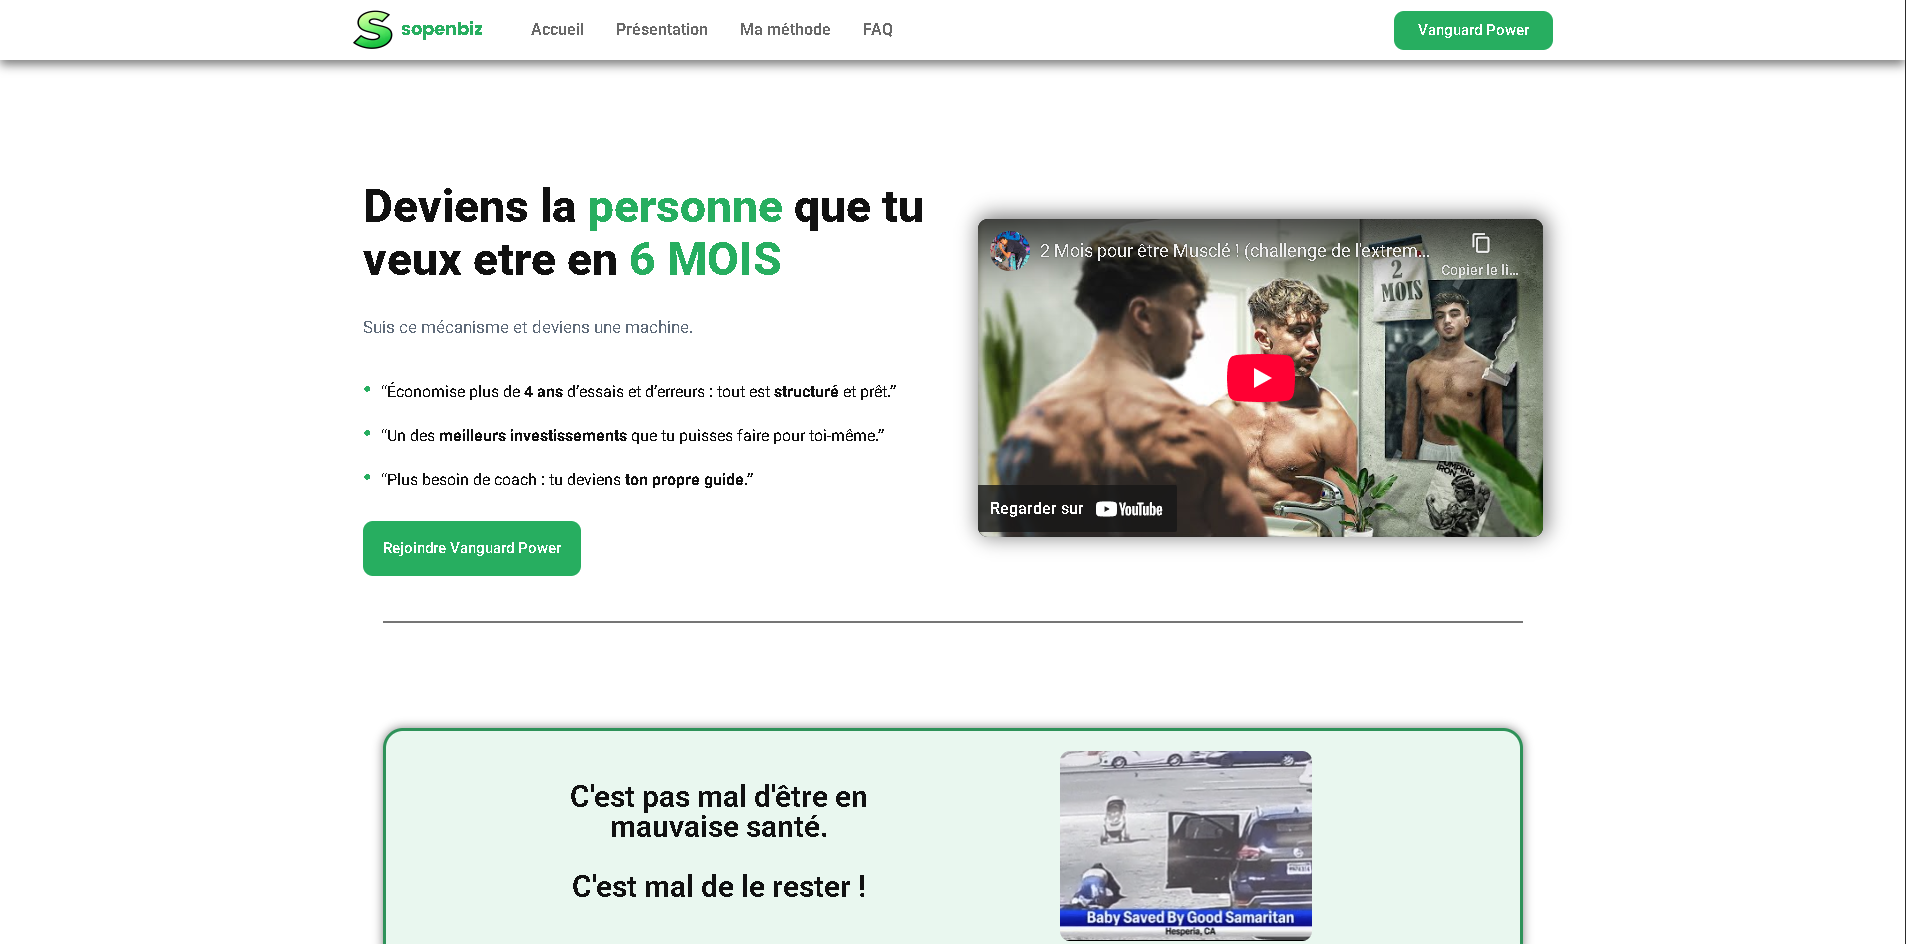 sopenbiz
Accueil
Présentation
Ma méthode
FAQ
Vanguard Power
Deviens la personne que tu
veux etre en 6 MOIS
Suis ce mécanisme et deviens une machine.
“Économise plus de 4 ans d’essais et d’erreurs : tout est structuré et prêt.”
“Un des meilleurs investissements que tu puisses faire pour toi-même.”
“Plus besoin de coach : tu deviens ton propre guide.”
Rejoindre Vanguard Power
2 Mois pour être Musclé ! (challenge de l'extrem...
Copier le li...
2
MOIS
PUMPING
IRON
Regarder sur YouTube
C'est pas mal d'être en
mauvaise santé.
C'est mal de le rester !
Baby Saved By Good Samaritan
Hesperia, CA